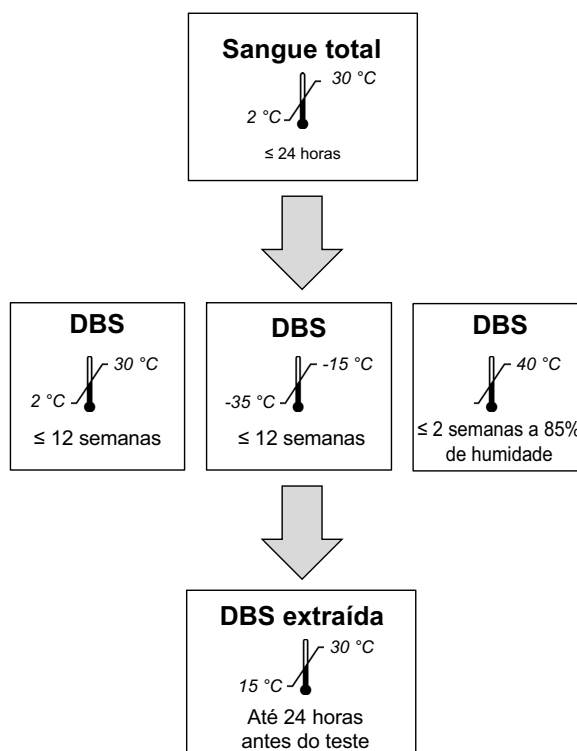 Sangue total
30 °C
2 °C
≤ 24 horas
DBS
30 °C
2 °C
≤ 12 semanas
DBS
-15 °C
-35 °C
≤ 12 semanas
DBS
40 °C
≤ 2 semanas a 85%
de humidade
DBS extraída
30 °C
15 °C
Até 24 horas
antes do teste